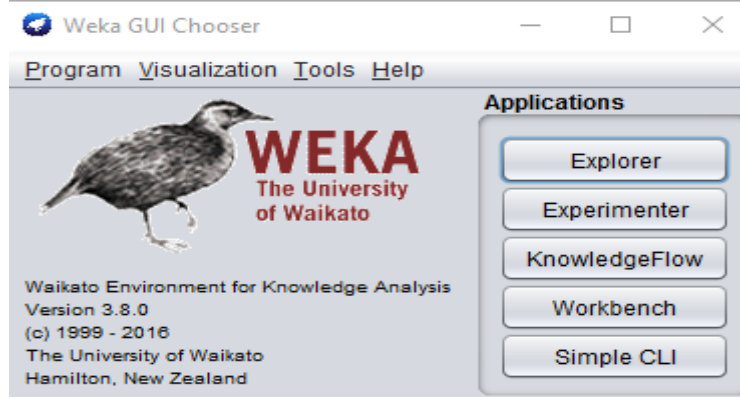 Weka GUI Chooser
Program Visualization Tools Help
WEKA
The University
of Waikato
Waikato Environment for Knowledge Analysis
Version 3.8.0
(c) 1999 - 2016
The University of Waikato
Hamilton, New Zealand
Applications
Explorer
Experimenter
KnowledgeFlow
Workbench
Simple CLI